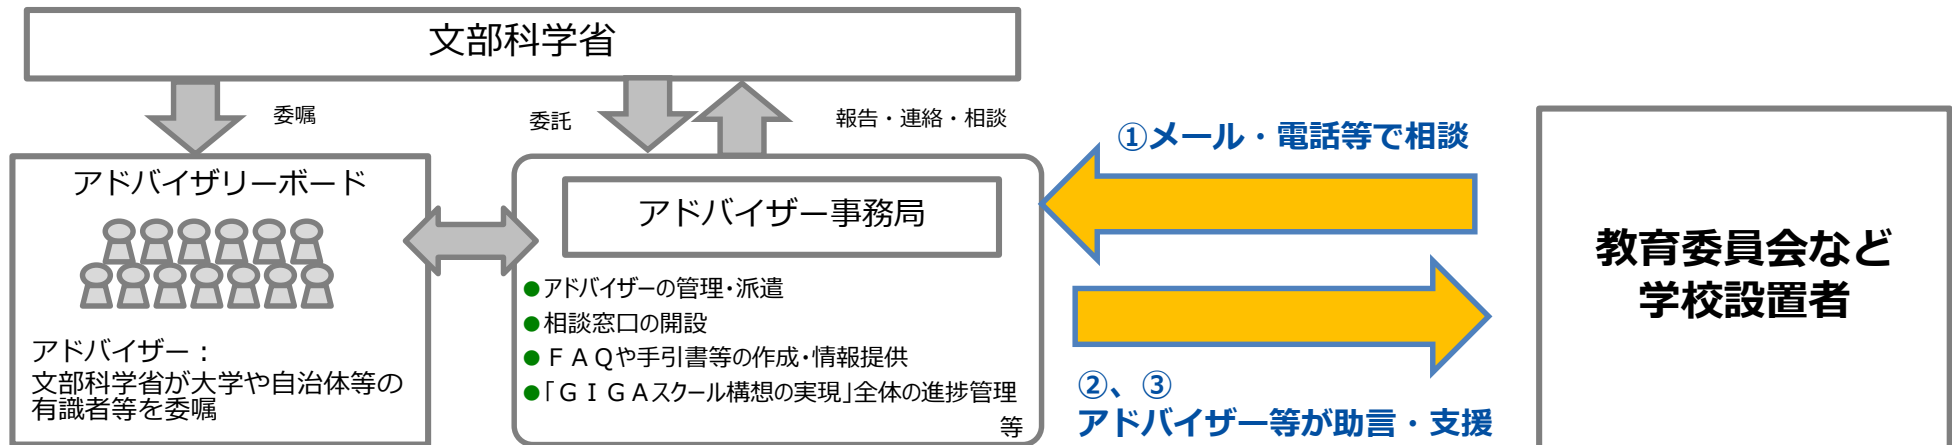 文部科学省
委嘱
委託
報告・連絡・相談
アドバイザリーボード
アドバイザー：
文部科学省が大学や自治体等の
有識者等を委嘱
アドバイザー事務局
●アドバイザーの管理・派遣
●相談窓口の開設
●ＦＡＱや手引書等の作成・情報提供
●「ＧＩＧＡスクール構想の実現」全体の進捗管理
等
①メール・電話等で相談
②、③
アドバイザー等が助言・支援
教育委員会など
学校設置者